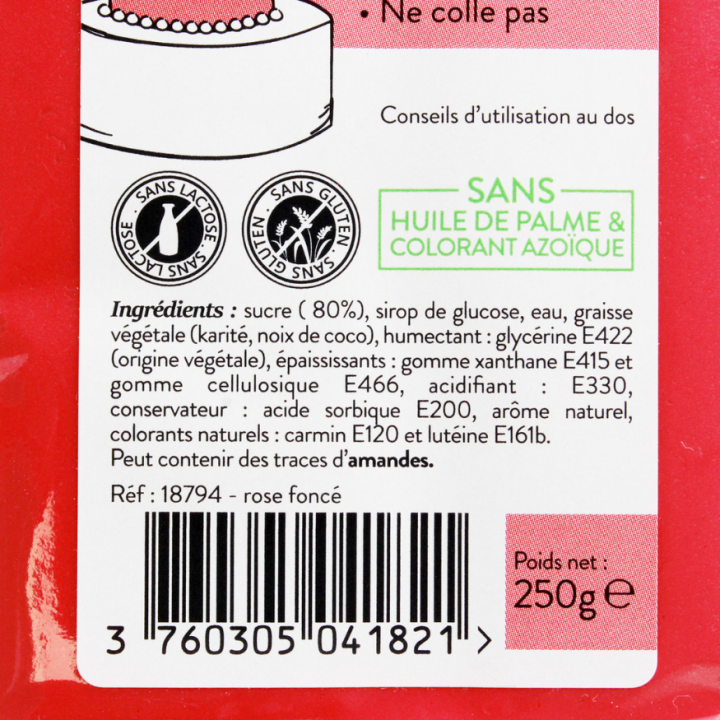 • Ne colle pas
Conseils d'utilisation au dos
SANS LACTOSE · SANS LACTOSE · SANS LACTOSE ·
SANS GLUTEN · SANS GLUTEN · SANS GLUTEN ·
SANS
HUILE DE PALME &
COLORANT AZOÏQUE
Ingrédients : sucre ( 80%), sirop de glucose, eau, graisse
végétale (karité, noix de coco), humectant : glycérine E422
(origine végétale), épaississants : gomme xanthane E415 et
gomme cellulosique E466, acidifiant : E330,
conservateur : acide sorbique E200, arôme naturel,
colorants naturels : carmin E120 et lutéine E161b.
Peut contenir des traces d'amandes.
Réf : 18794 - rose foncé
Poids net :
250g e
3 760305 041821 >